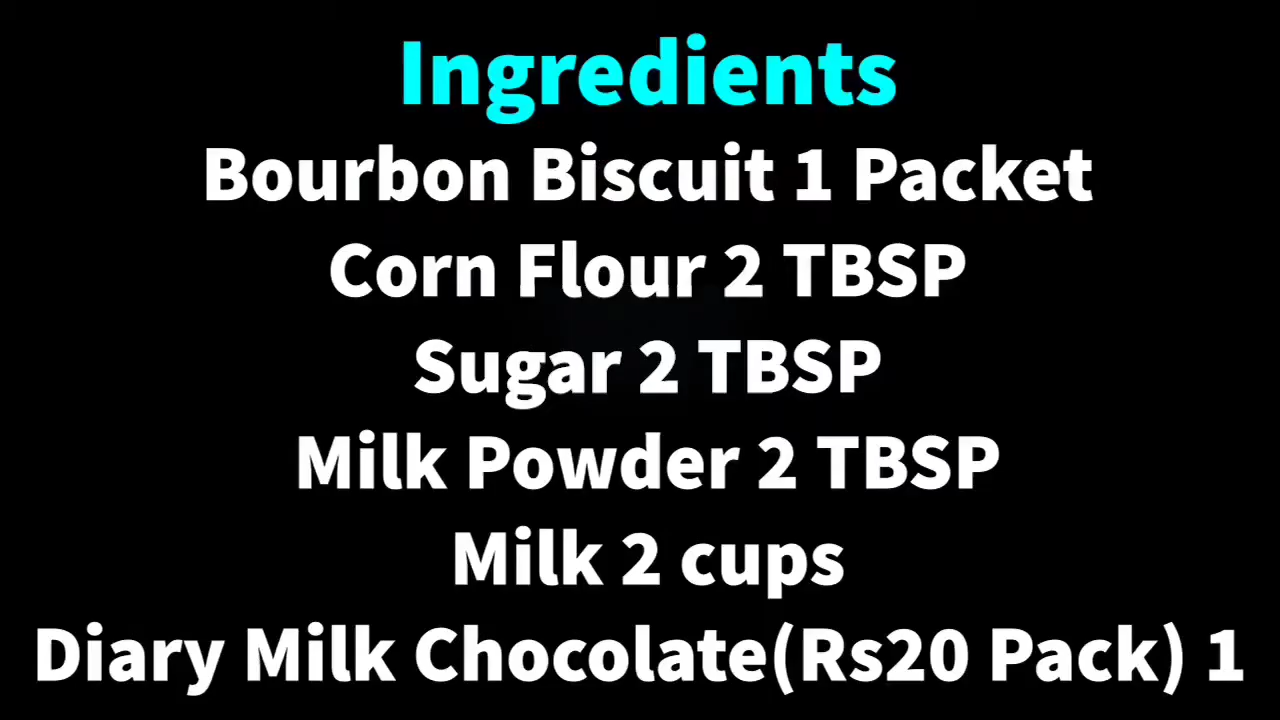 Ingredients
Bourbon Biscuit 1 Packet
Corn Flour 2 TBSP
Sugar 2 TBSP
Milk Powder 2 TBSP
Milk 2 cups
Diary Milk Chocolate(Rs20 Pack) 1